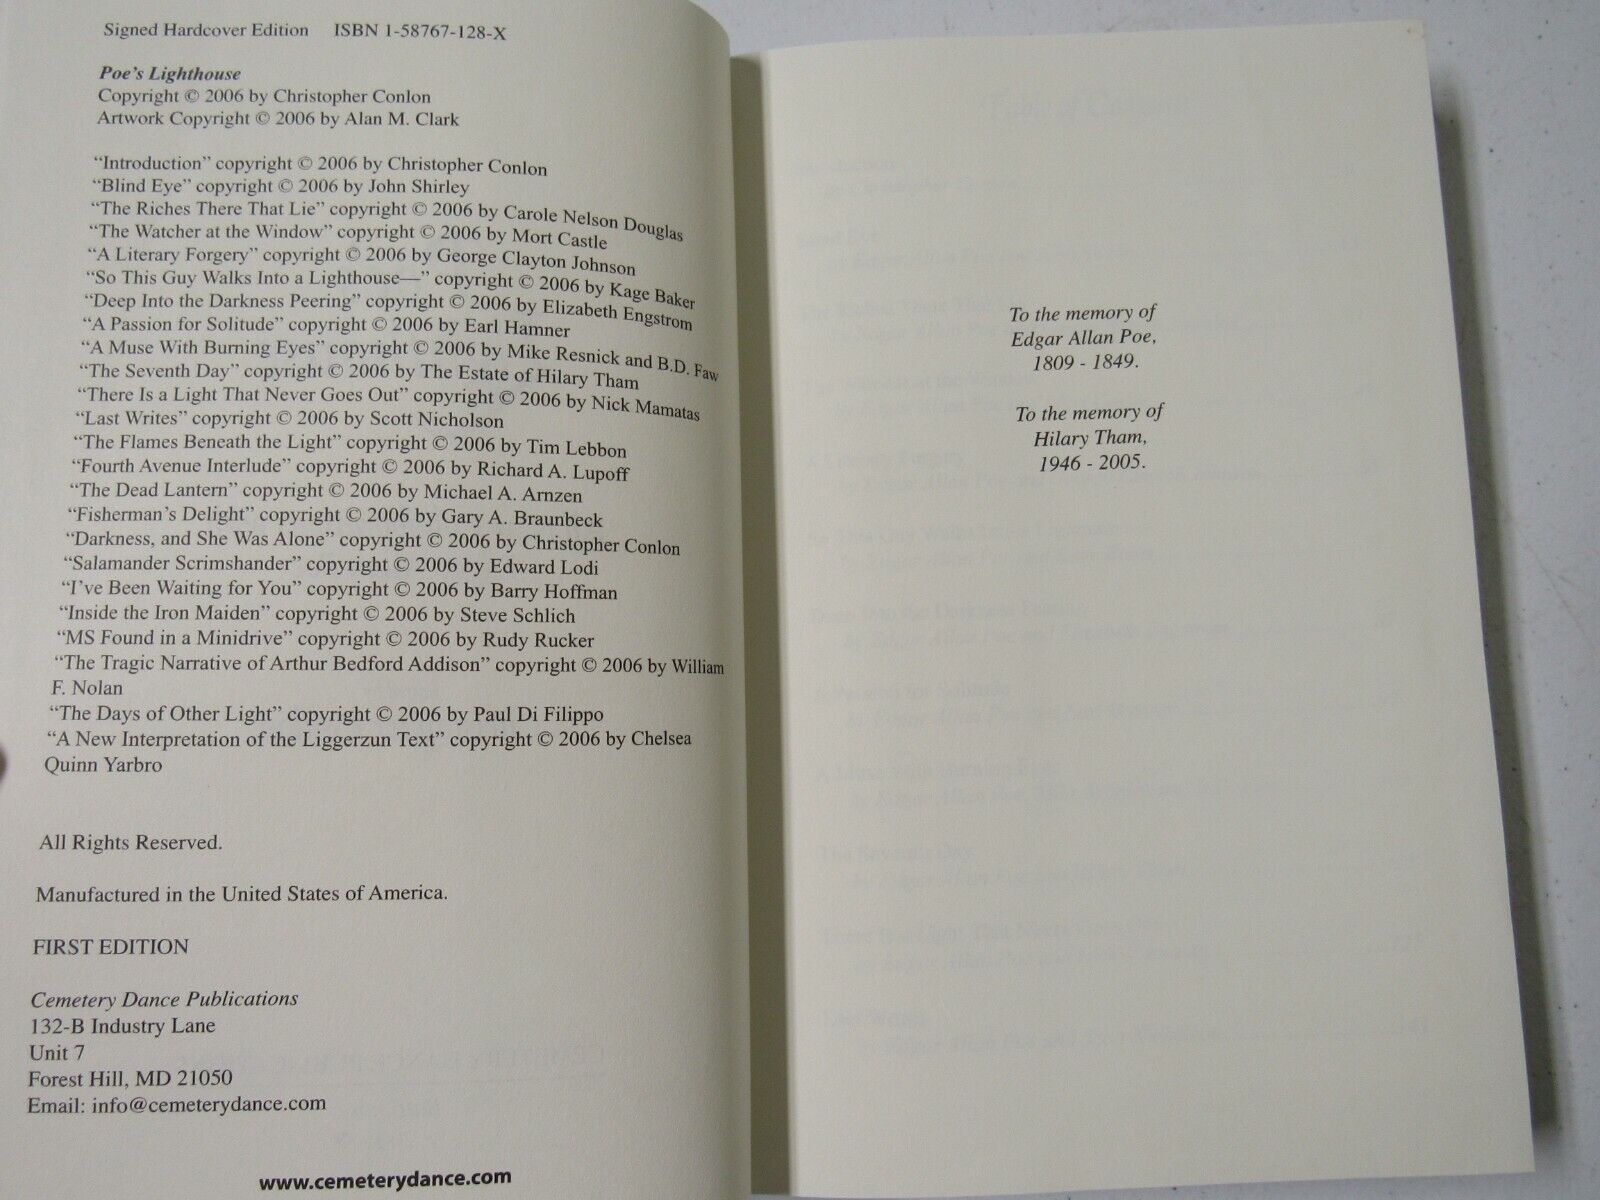 Signed Hardcover Edition ISBN 1-58767-128-X
Poe's Lighthouse
Copyright © 2006 by Christopher Conlon
Artwork Copyright © 2006 by Alan M. Clark
“Introduction” copyright © 2006 by Christopher Conlon
“Blind Eye” copyright © 2006 by John Shirley
“The Riches There That Lie” copyright © 2006 by Carole Nelson Douglas
“The Watcher at the Window” copyright © 2006 by Mort Castle
“A Literary Forgery” copyright © 2006 by George Clayton Johnson
“So This Guy Walks Into a Lighthouse—” copyright © 2006 by Kage Baker
“Deep Into the Darkness Peering” copyright © 2006 by Elizabeth Engstrom
“A Passion for Solitude” copyright © 2006 by Earl Hamner
“A Muse With Burning Eyes” copyright © 2006 by Mike Resnick and B.D. Faw
“The Seventh Day” copyright © 2006 by The Estate of Hilary Tham
“There Is a Light That Never Goes Out” copyright © 2006 by Nick Mamatas
“Last Writes” copyright © 2006 by Scott Nicholson
“The Flames Beneath the Light” copyright © 2006 by Tim Lebbon
“Fourth Avenue Interlude” copyright © 2006 by Richard A. Lupoff
“The Dead Lantern” copyright © 2006 by Michael A. Arnzen
“Fisherman's Delight” copyright © 2006 by Gary A. Braunbeck
“Darkness, and She Was Alone” copyright © 2006 by Christopher Conlon
“Salamander Scrimshander” copyright © 2006 by Edward Lodi
“I've Been Waiting for You” copyright © 2006 by Barry Hoffman
“Inside the Iron Maiden” copyright © 2006 by Steve Schlich
“MS Found in a Minidrive” copyright © 2006 by Rudy Rucker
“The Tragic Narrative of Arthur Bedford Addison” copyright © 2006 by William
F. Nolan
“The Days of Other Light” copyright © 2006 by Paul Di Filippo
“A New Interpretation of the Liggerzun Text” copyright © 2006 by Chelsea
Quinn Yarbro
All Rights Reserved.
Manufactured in the United States of America.
FIRST EDITION
Cemetery Dance Publications
132-B Industry Lane
Unit 7
Forest Hill, MD 21050
Email: info@cemeterydance.com
www.cemeterydance.com
To the memory of
Edgar Allan Poe,
1809 - 1849.
To the memory of
Hilary Tham,
1946 - 2005.